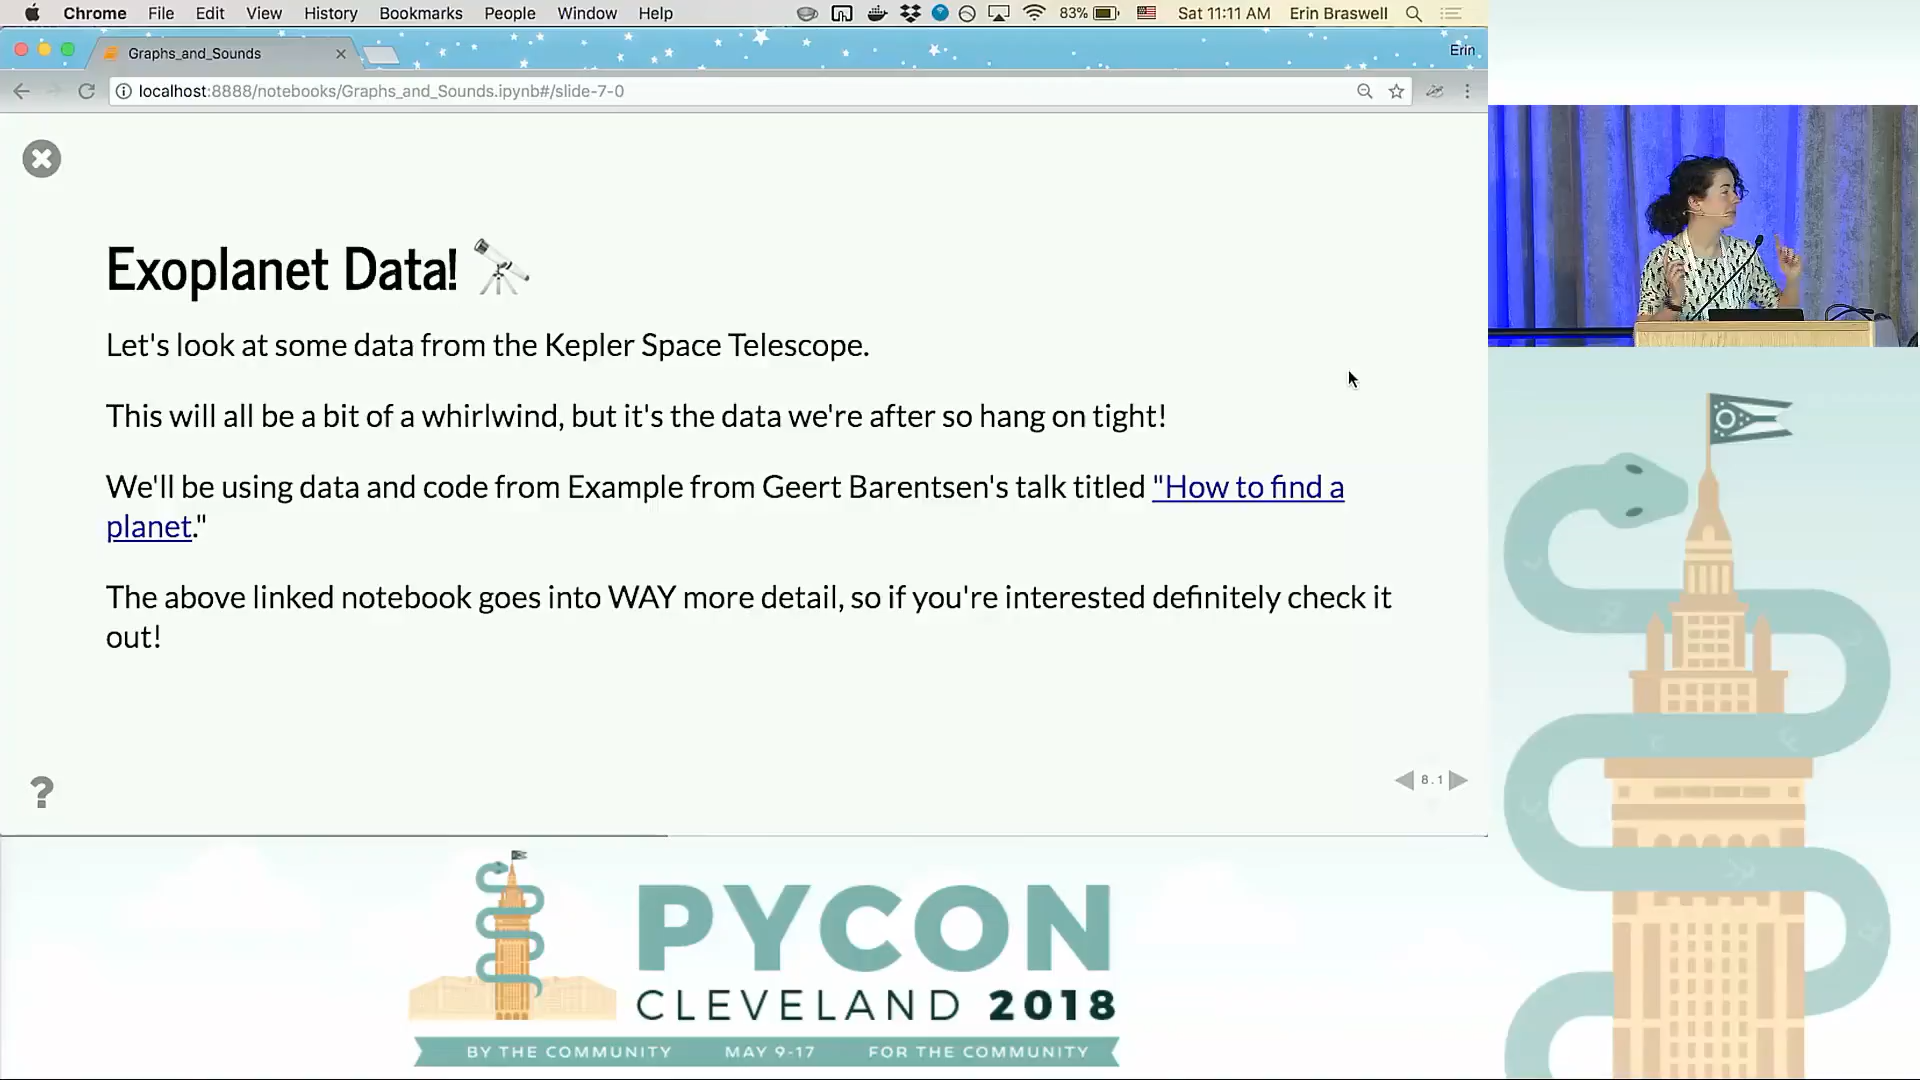 Chrome File Edit View History Bookmarks People Window Help 83% Sat 11:11 AM Erin Braswell
Graphs_and_Sounds Erin
localhost:8888/notebooks/Graphs_and_Sounds.ipynb#/slide-7-0
Exoplanet Data!
Let's look at some data from the Kepler Space Telescope.
This will all be a bit of a whirlwind, but it's the data we're after so hang on tight!
We'll be using data and code from Example from Geert Barentsen's talk titled "How to find a
planet."
The above linked notebook goes into WAY more detail, so if you're interested definitely check it
out!
?
8.1
PYCON
CLEVELAND 2018
BY THE COMMUNITY MAY 9-17 FOR THE COMMUNITY